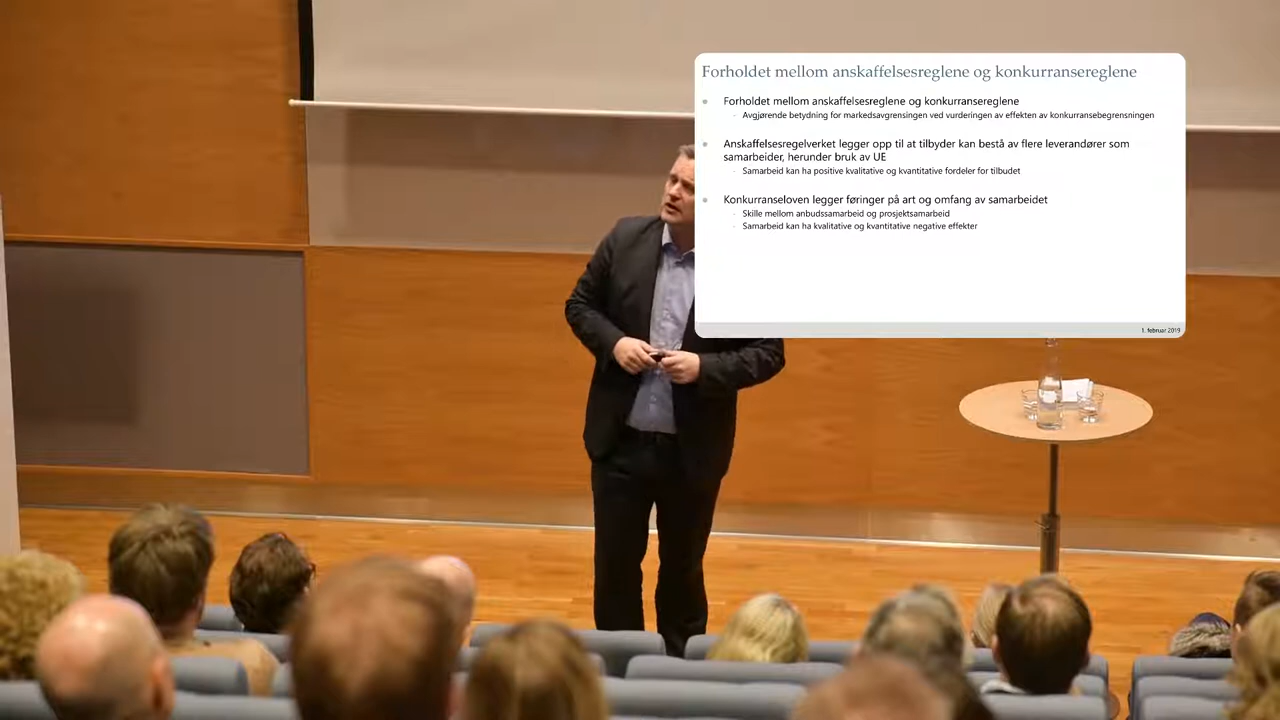 Forholdet mellom anskaffelsesreglene og konkurransereglene
Forholdet mellom anskaffelsesreglene og konkurransereglene
Avgjørende betydning for markedsavgrensingen ved vurderingen av effekten av konkurransebegrensningen
Anskaffelsesregelverket legger opp til at tilbyder kan bestå av flere leverandører som
samarbeider, herunder bruk av UE
Samarbeid kan ha positive kvalitative og kvantitative fordeler for tilbudet
Konkurranseloven legger føringer på art og omfang av samarbeidet
Skille mellom anbudssamarbeid og prosjektsamarbeid
Samarbeid kan ha kvalitative og kvantitative negative effekter
1. februar 2019